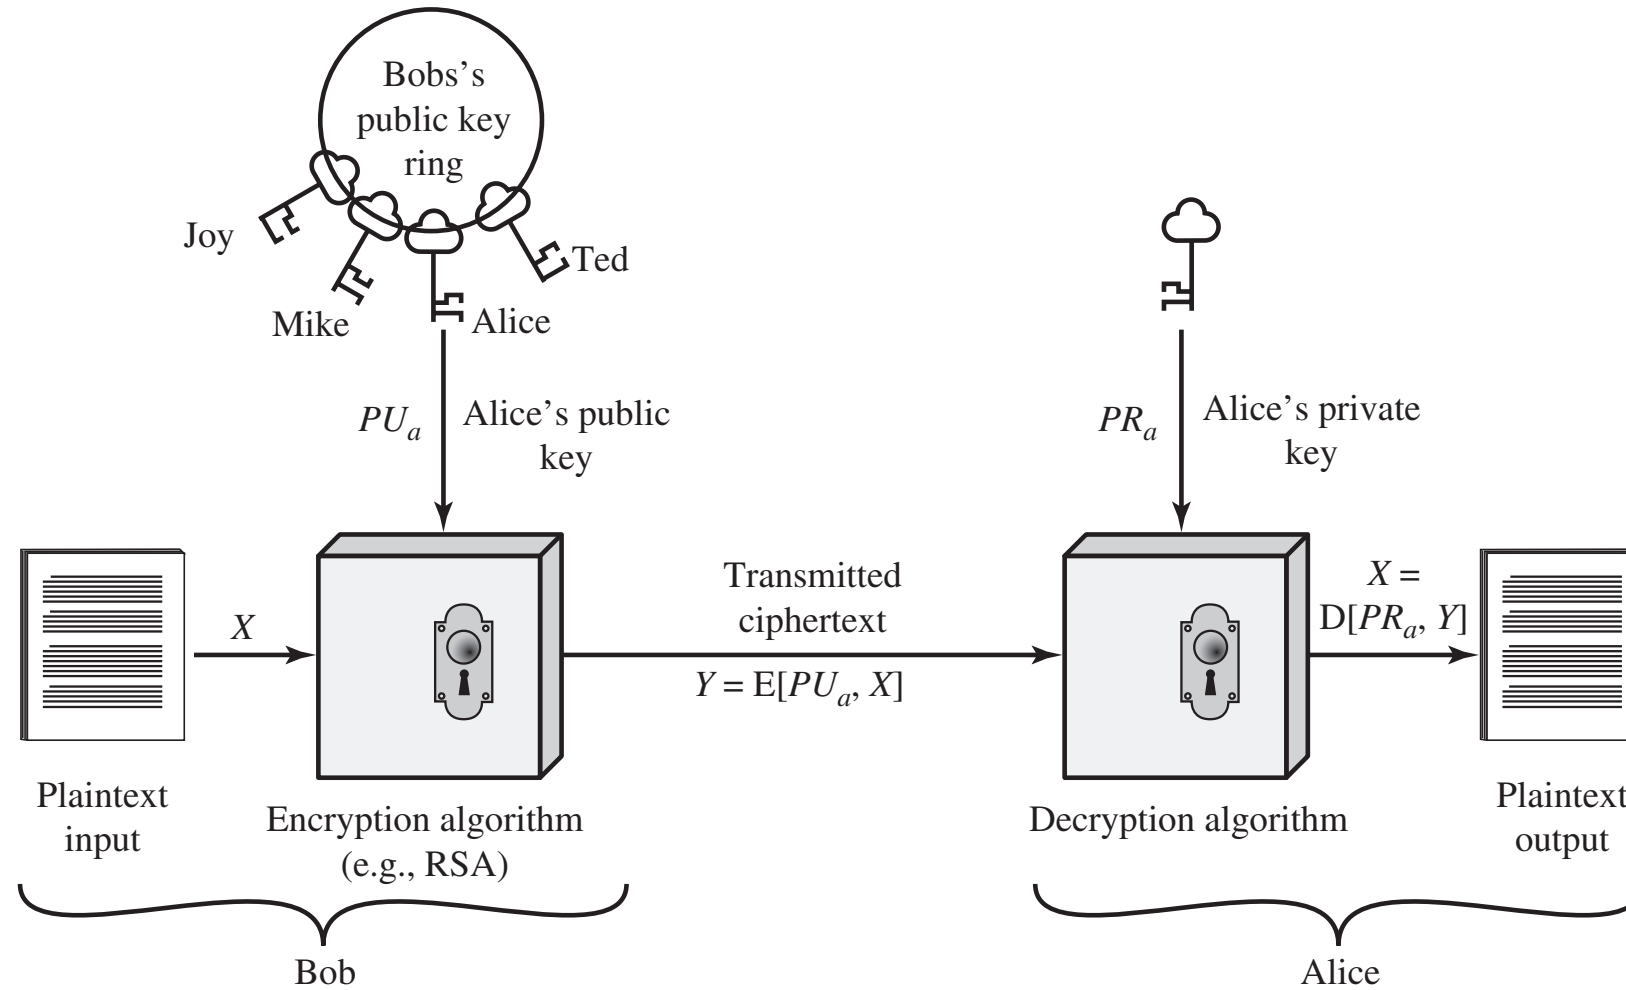 Bobs's
public key
ring
Joy
Ted
Mike
Alice
PUa
Alice's public
key
PRa
Alice's private
key
X
Transmitted
ciphertext
Y = E[PUa, X]
X =
D[PRa, Y]
Plaintext
input
Encryption algorithm
(e.g., RSA)
Decryption algorithm
Plaintext
output
Bob
Alice